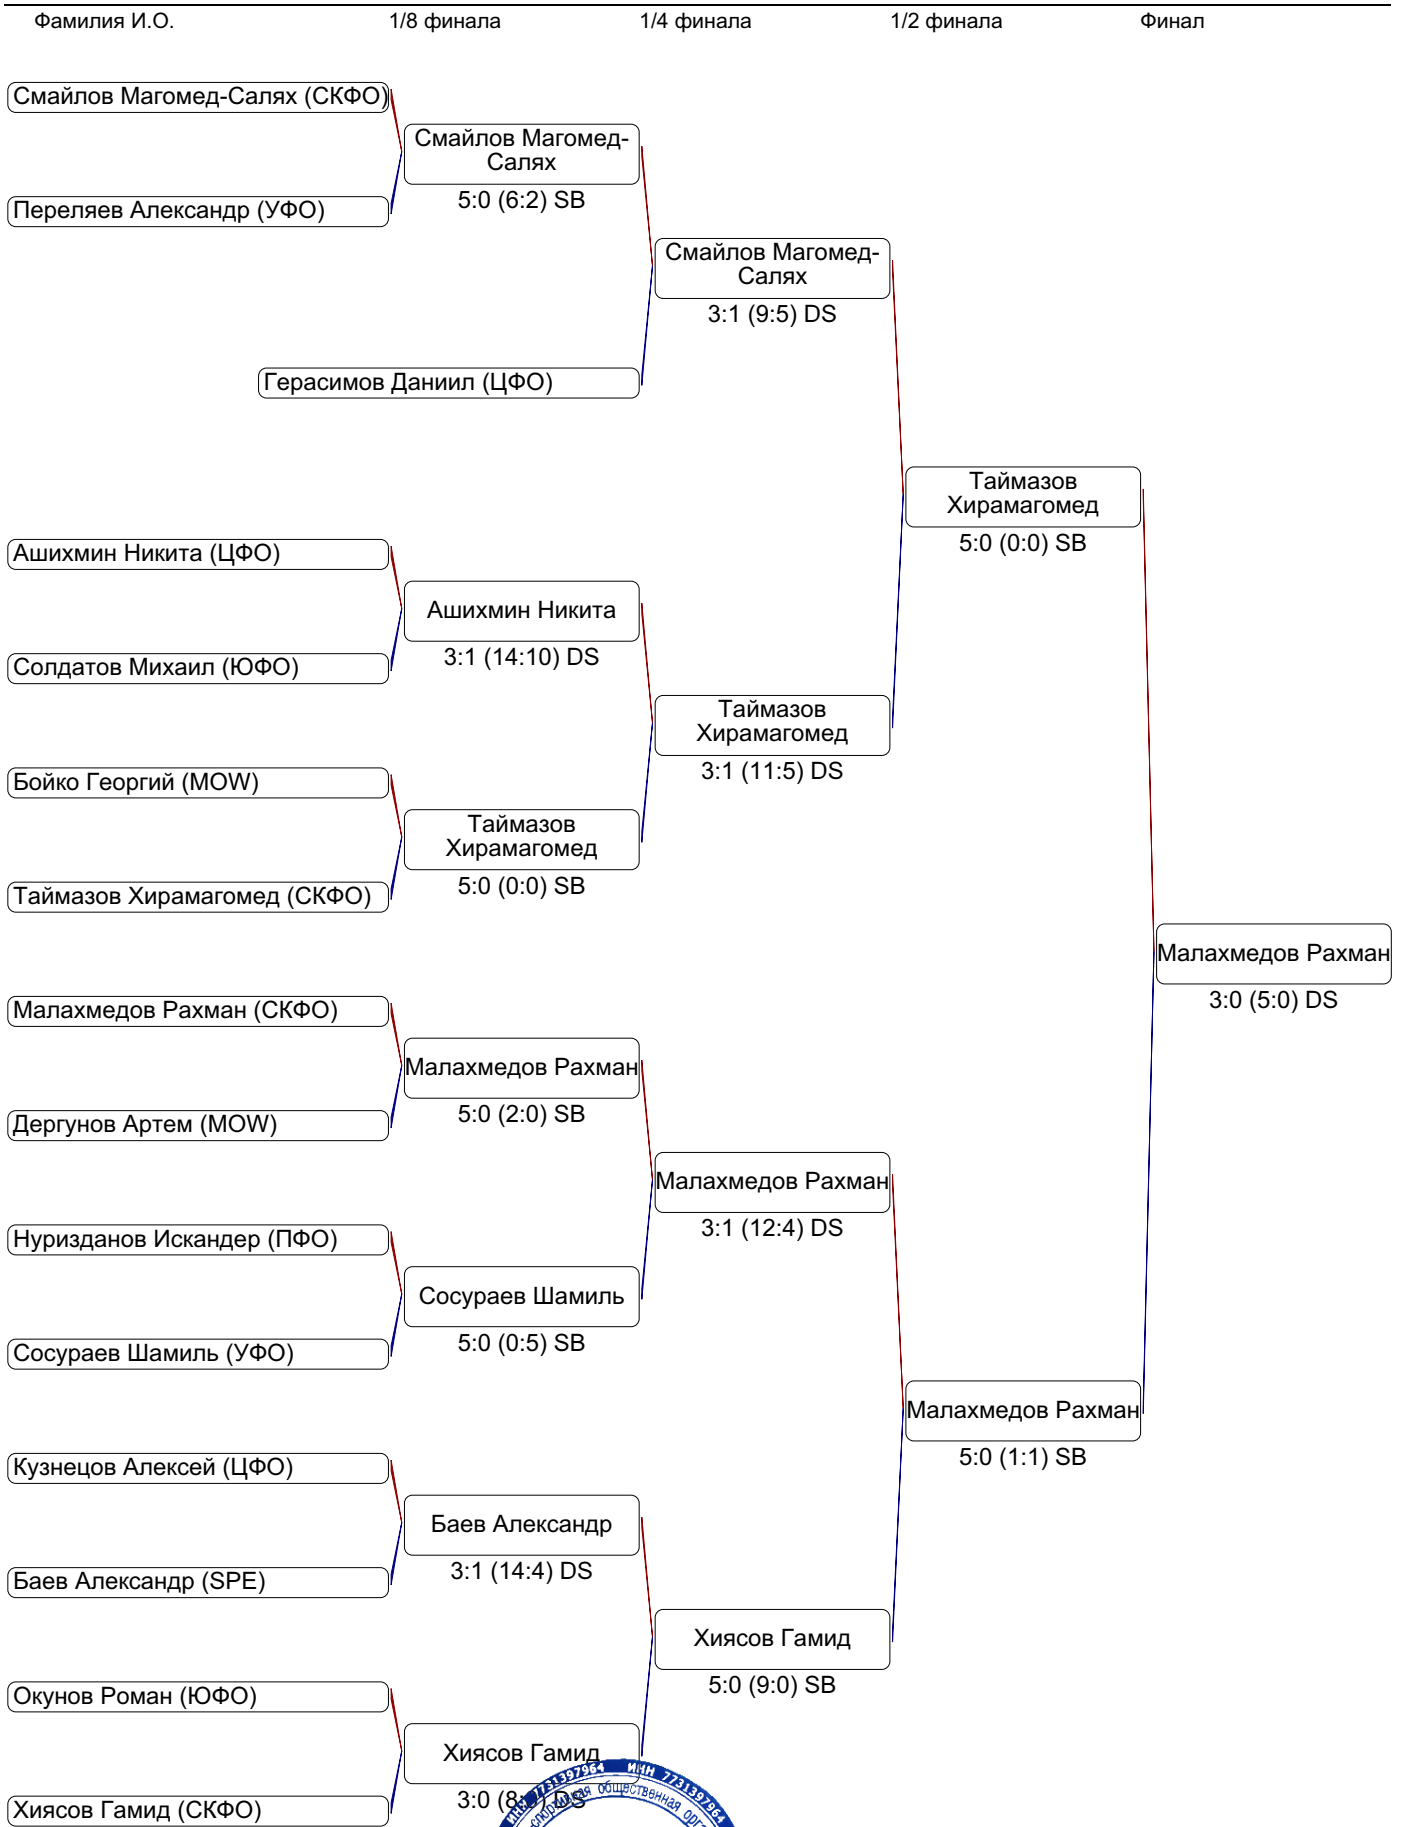 Фамилия И.О. 1/8 финала 1/4 финала 1/2 финала Финал
Смайлов Магомед-Салях (СКФО)
Смайлов Магомед-
Салях
5:0 (6:2) SB
Переляев Александр (УФО)
Смайлов Магомед-
Салях
3:1 (9:5) DS
Герасимов Даниил (ЦФО)
Таймазов
Хирамагомед
5:0 (0:0) SB
Ашихмин Никита (ЦФО)
Ашихмин Никита
3:1 (14:10) DS
Солдатов Михаил (ЮФО)
Таймазов
Хирамагомед
3:1 (11:5) DS
Бойко Георгий (MOW)
Таймазов
Хирамагомед
5:0 (0:0) SB
Таймазов Хирамагомед (СКФО)
Малахмедов Рахман
3:0 (5:0) DS
Малахмедов Рахман (СКФО)
Малахмедов Рахман
5:0 (2:0) SB
Дергунов Артем (MOW)
Малахмедов Рахман
3:1 (12:4) DS
Нуризданов Искандер (ПФО)
Сосураев Шамиль
5:0 (0:5) SB
Сосураев Шамиль (УФО)
Малахмедов Рахман
5:0 (1:1) SB
Кузнецов Алексей (ЦФО)
Баев Александр
3:1 (14:4) DS
Баев Александр (SPE)
Хиясов Гамид
5:0 (9:0) SB
Окунов Роман (ЮФО)
Хиясов Гамид
3:0 (8: DS
Хиясов Гамид (СКФО)
ИНН 7731397964 ИНН 7731397964
общественная